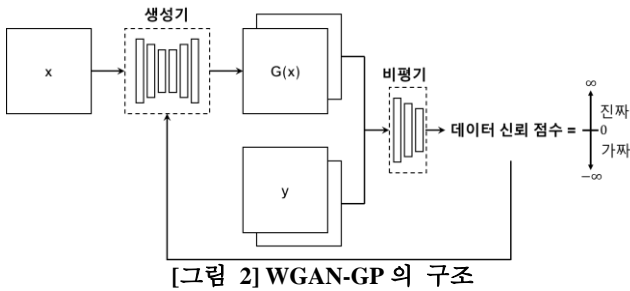 생성기
x
G(x)
비평기
y
데이터 신뢰 점수 =
∞
진짜
0
가짜
−∞
[그림 2] WGAN-GP 의 구조